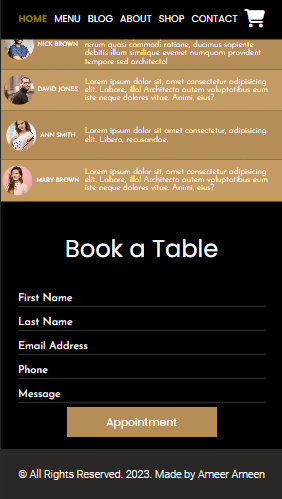 HOME MENU BLOG ABOUT SHOP CONTACT
NICK BROWN
rerum quasi commodi ratione, ducimus sapiente
debitis illum similique eveniet numquam provident
tempore sed architecto!
DAVID JONES
Lorem ipsum dolor sit, amet consectetur adipisicing
elit. Labore, illa! Architecto autem voluptatibus eum
iste neque dolores vitae. Animi, eius?
ANN SMITH
Lorem ipsum dolor sit amet consectetur, adipisicing
elit. Libero, recusandae.
MARY BROWN
Lorem ipsum dolor sit, amet consectetur adipisicing
elit. Labore, illa! Architecto autem voluptatibus eum
iste neque dolores vitae. Animi, eius?
Book a Table
First Name
Last Name
Email Address
Phone
Message
Appointment
© All Rights Reserved. 2023. Made by Ameer Ameen